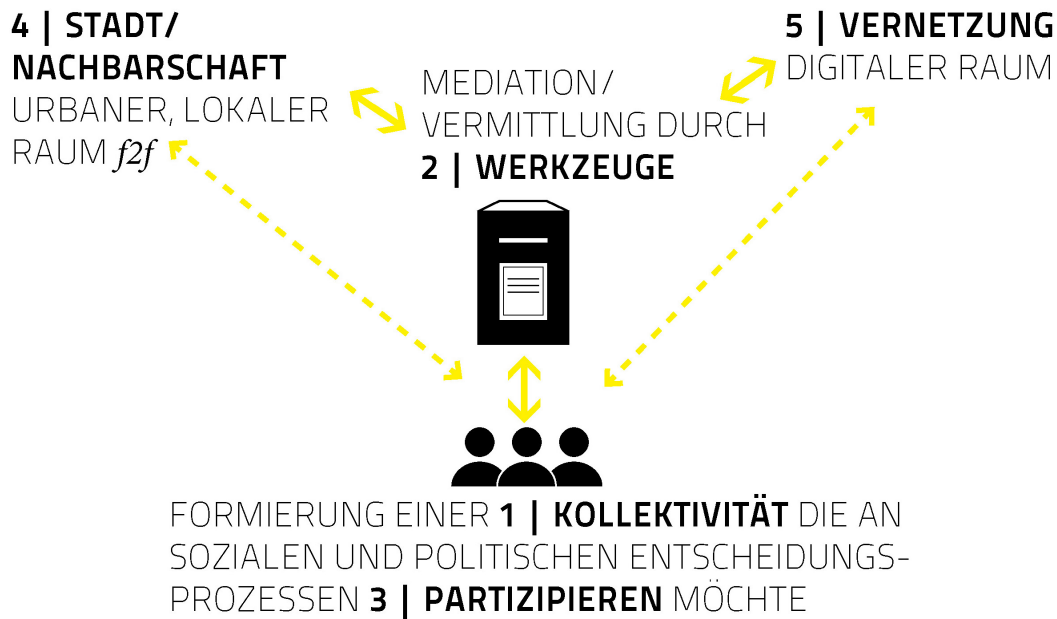 4 | STADT/
NACHBARSCHAFT
URBANER, LOKALER
RAUM f2f
MEDIATION/
VERMITTLUNG DURCH
2 | WERKZEUGE
5 | VERNETZUNG
DIGITALER RAUM
FORMIERUNG EINER 1 | KOLLEKTIVITÄT DIE AN
SOZIALEN UND POLITISCHEN ENTSCHEIDUNGS-
PROZESSEN 3 | PARTIZIPIEREN MÖCHTE